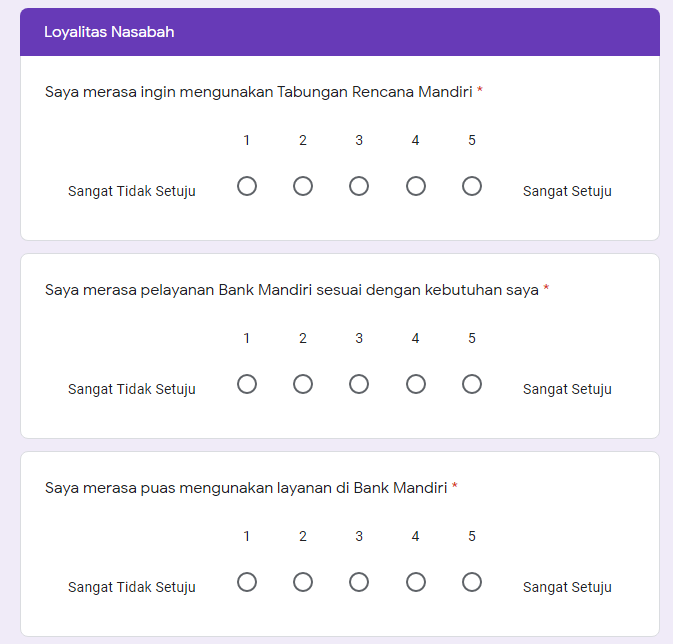 Loyalitas Nasabah
Saya merasa ingin mengunakan Tabungan Rencana Mandiri *
1 2 3 4 5
Sangat Tidak Setuju Sangat Setuju
Saya merasa pelayanan Bank Mandiri sesuai dengan kebutuhan saya *
1 2 3 4 5
Sangat Tidak Setuju Sangat Setuju
Saya merasa puas mengunakan layanan di Bank Mandiri *
1 2 3 4 5
Sangat Tidak Setuju Sangat Setuju